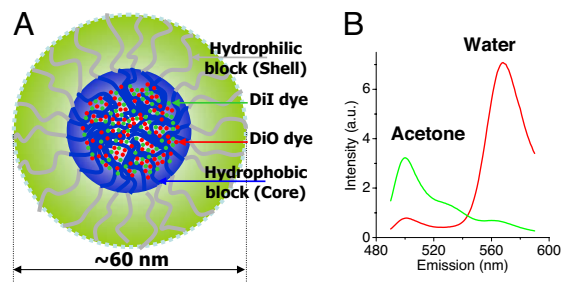 A
Hydrophilic
block (Shell)
DiI dye
DiO dye
Hydrophobic
block (Core)
~60 nm
B
Water
Acetone
Intensity (a.u.)
6
4
2
0
480
520
560
600
Emission (nm)